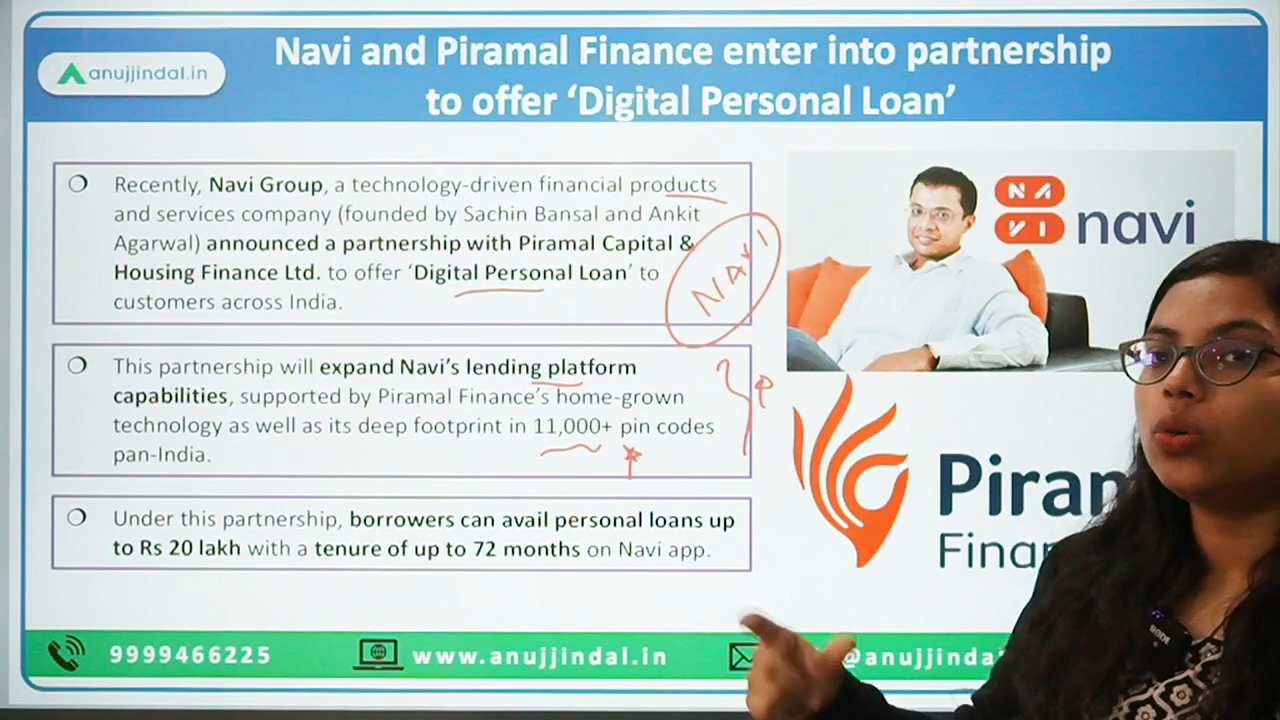 anujjindal.in
Navi and Piramal Finance enter into partnership
to offer ‘Digital Personal Loan’
❍ Recently, Navi Group, a technology-driven financial products
and services company (founded by Sachin Bansal and Ankit
Agarwal) announced a partnership with Piramal Capital &
Housing Finance Ltd. to offer ‘Digital Personal Loan’ to
customers across India.
NAVI
❍ This partnership will expand Navi’s lending platform
capabilities, supported by Piramal Finance’s home-grown
technology as well as its deep footprint in 11,000+ pin codes
pan-India.
P
❍ Under this partnership, borrowers can avail personal loans up
to Rs 20 lakh with a tenure of up to 72 months on Navi app.
NA
VI
navi
9999466225
www.anujjindal.in